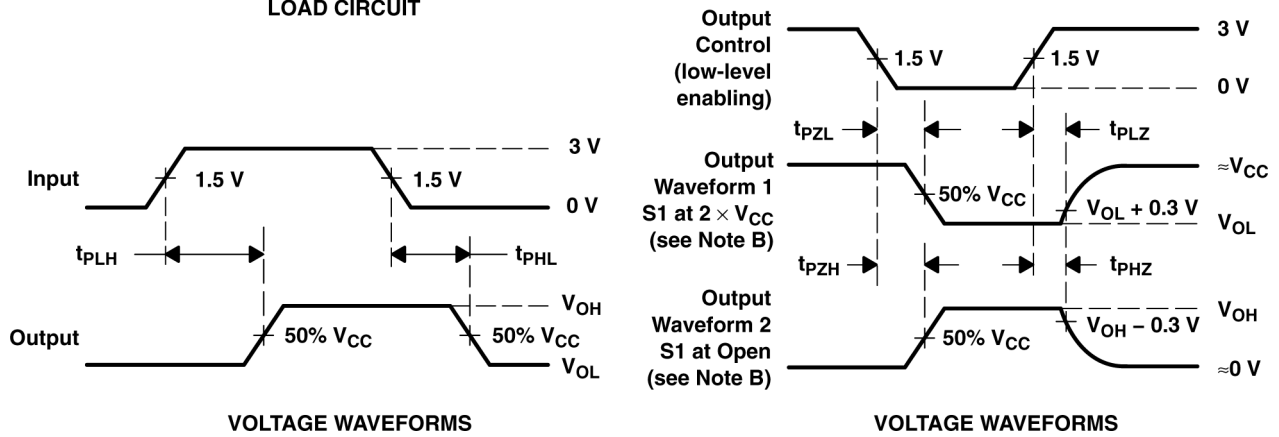 LOAD CIRCUIT
Input
1.5 V
1.5 V
3 V
0 V
tPLH
tPHL
Output
50% VCC
50% VCC
VOH
VOL
VOLTAGE WAVEFORMS
Output
Control
(low-level
enabling)
1.5 V
1.5 V
3 V
0 V
tPZL
tPLZ
Output
Waveform 1
S1 at 2 × VCC
(see Note B)
50% VCC
VOL + 0.3 V
≈VCC
VOL
tPZH
tPHZ
Output
Waveform 2
S1 at Open
(see Note B)
50% VCC
VOH − 0.3 V
VOH
≈0 V
VOLTAGE WAVEFORMS